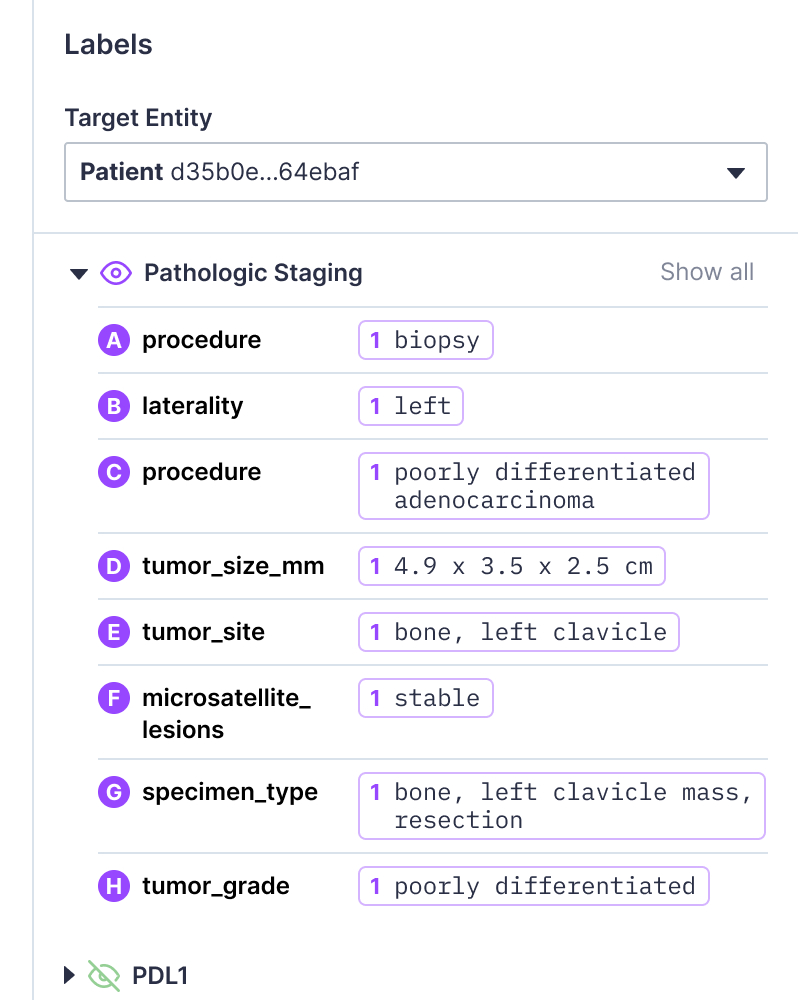 Labels
Target Entity
Patient d35b0e...64ebaf
Pathologic Staging Show all
A procedure 1 biopsy
B laterality 1 left
C procedure 1 poorly differentiated
adenocarcinoma
D tumor_size_mm 1 4.9 x 3.5 x 2.5 cm
E tumor_site 1 bone, left clavicle
F microsatellite_ 1 stable
lesions
G specimen_type 1 bone, left clavicle mass,
resection
H tumor_grade 1 poorly differentiated
PDL1